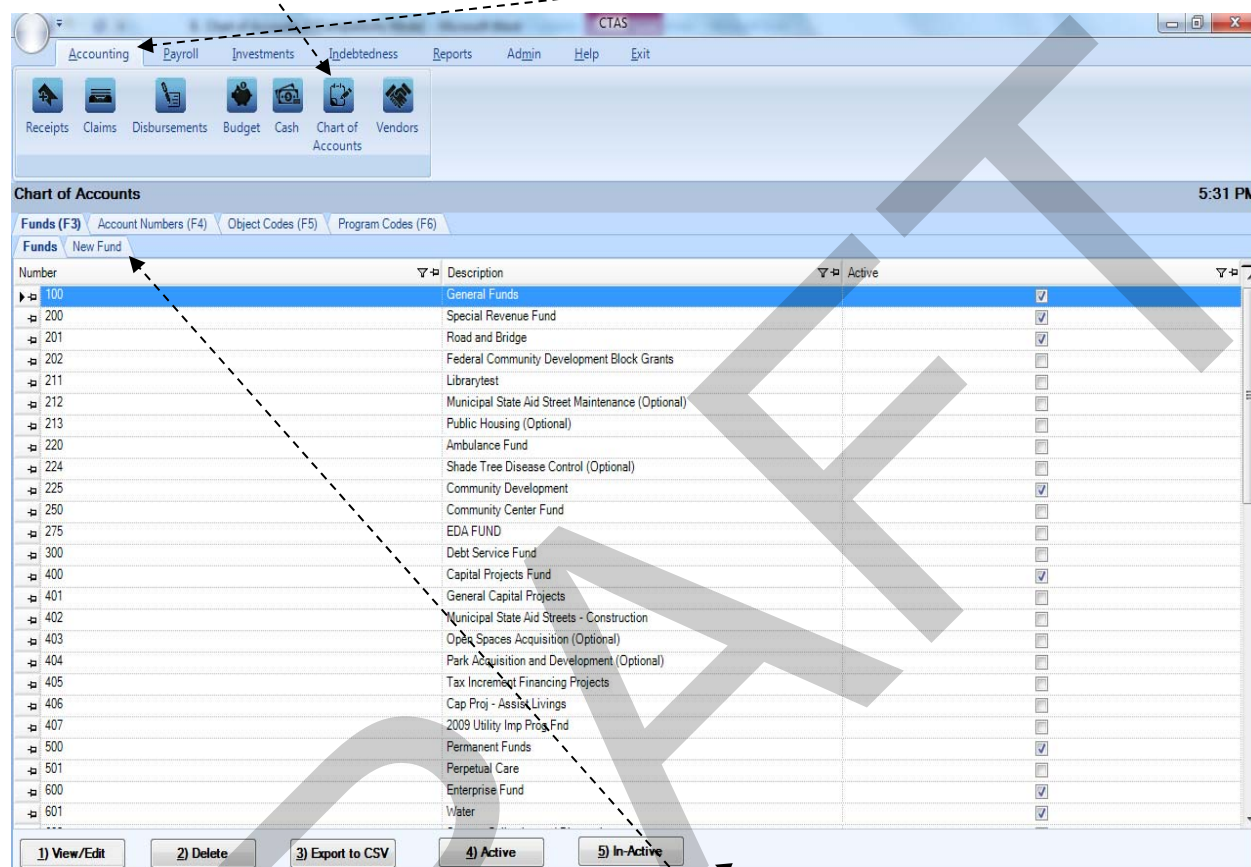 CTAS
Accounting Payroll Investments Indebtedness Reports Admin Help Exit
Receipts Claims Disbursements Budget Cash Chart of Accounts Vendors
Chart of Accounts 5:31 PM
Funds (F3) Account Numbers (F4) Object Codes (F5) Program Codes (F6)
Funds New Fund
Number Description Active
100 General Funds
200 Special Revenue Fund
201 Road and Bridge
202 Federal Community Development Block Grants
211 Librarytest
212 Municipal State Aid Street Maintenance (Optional)
213 Public Housing (Optional)
220 Ambulance Fund
224 Shade Tree Disease Control (Optional)
225 Community Development
250 Community Center Fund
275 EDA FUND
300 Debt Service Fund
400 Capital Projects Fund
401 General Capital Projects
402 Municipal State Aid Streets - Construction
403 Open Spaces Acquisition (Optional)
404 Park Acquisition and Development (Optional)
405 Tax Increment Financing Projects
406 Cap Proj - Assist Livings
407 2009 Utility Imp Prog Fnd
500 Permanent Funds
501 Perpetual Care
600 Enterprise Fund
601 Water
1) View/Edit 2) Delete 3) Export to CSV 4) Active 5) In-Active
DRAFT